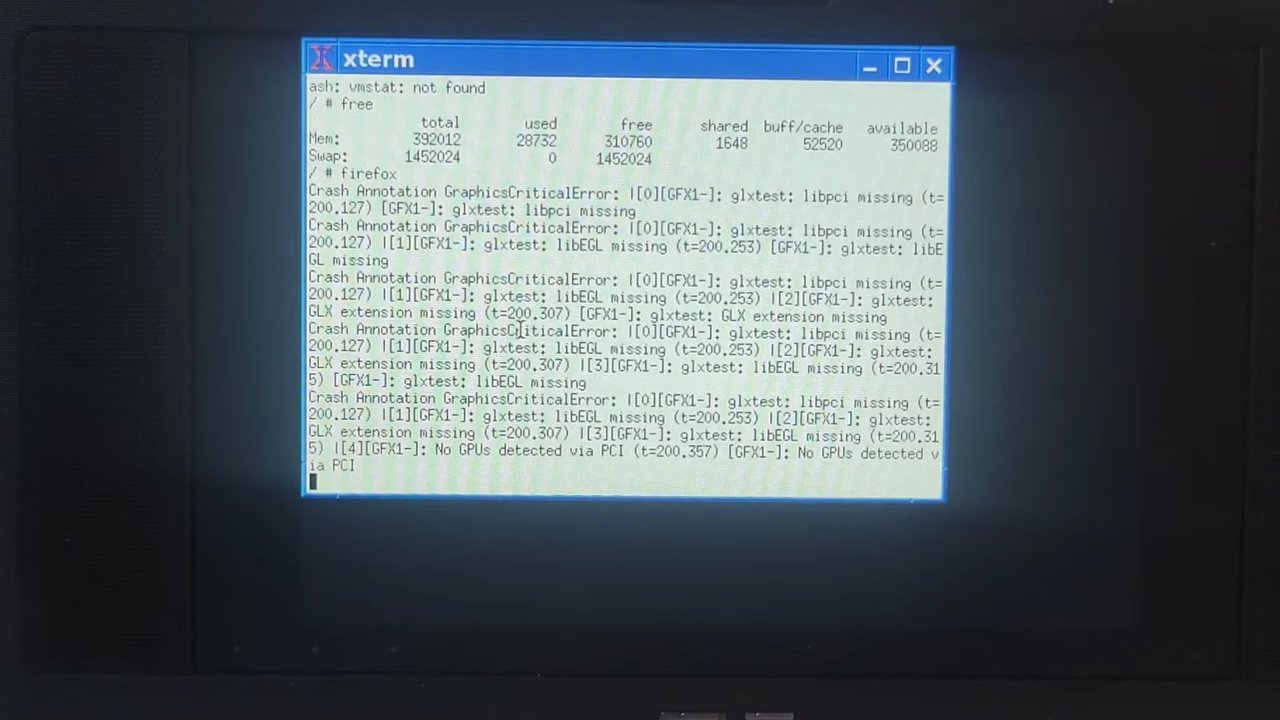 xterm
ash: vmstat: not found
/ # free
total used free shared buff/cache available
Mem: 392012 28732 310760 1648 52520 350088
Swap: 1452024 0 1452024
/ # firefox
Crash Annotation GraphicsCriticalError: |[0][GFX1-]: glxtest: libpci missing (t=
200.127) [GFX1-]: glxtest: libpci missing
Crash Annotation GraphicsCriticalError: |[0][GFX1-]: glxtest: libpci missing (t=
200.127) |[1][GFX1-]: glxtest: libEGL missing (t=200.253) [GFX1-]: glxtest: libE
GL missing
Crash Annotation GraphicsCriticalError: |[0][GFX1-]: glxtest: libpci missing (t=
200.127) |[1][GFX1-]: glxtest: libEGL missing (t=200.253) |[2][GFX1-]: glxtest:
GLX extension missing (t=200.307) [GFX1-]: glxtest: GLX extension missing
Crash Annotation GraphicsCriticalError: |[0][GFX1-]: glxtest: libpci missing (t=
200.127) |[1][GFX1-]: glxtest: libEGL missing (t=200.253) |[2][GFX1-]: glxtest:
GLX extension missing (t=200.307) |[3][GFX1-]: glxtest: libEGL missing (t=200.31
5) [GFX1-]: glxtest: libEGL missing
Crash Annotation GraphicsCriticalError: |[0][GFX1-]: glxtest: libpci missing (t=
200.127) |[1][GFX1-]: glxtest: libEGL missing (t=200.253) |[2][GFX1-]: glxtest:
GLX extension missing (t=200.307) |[3][GFX1-]: glxtest: libEGL missing (t=200.31
5) |[4][GFX1-]: No GPUs detected via PCI (t=200.357) [GFX1-]: No GPUs detected v
ia PCI